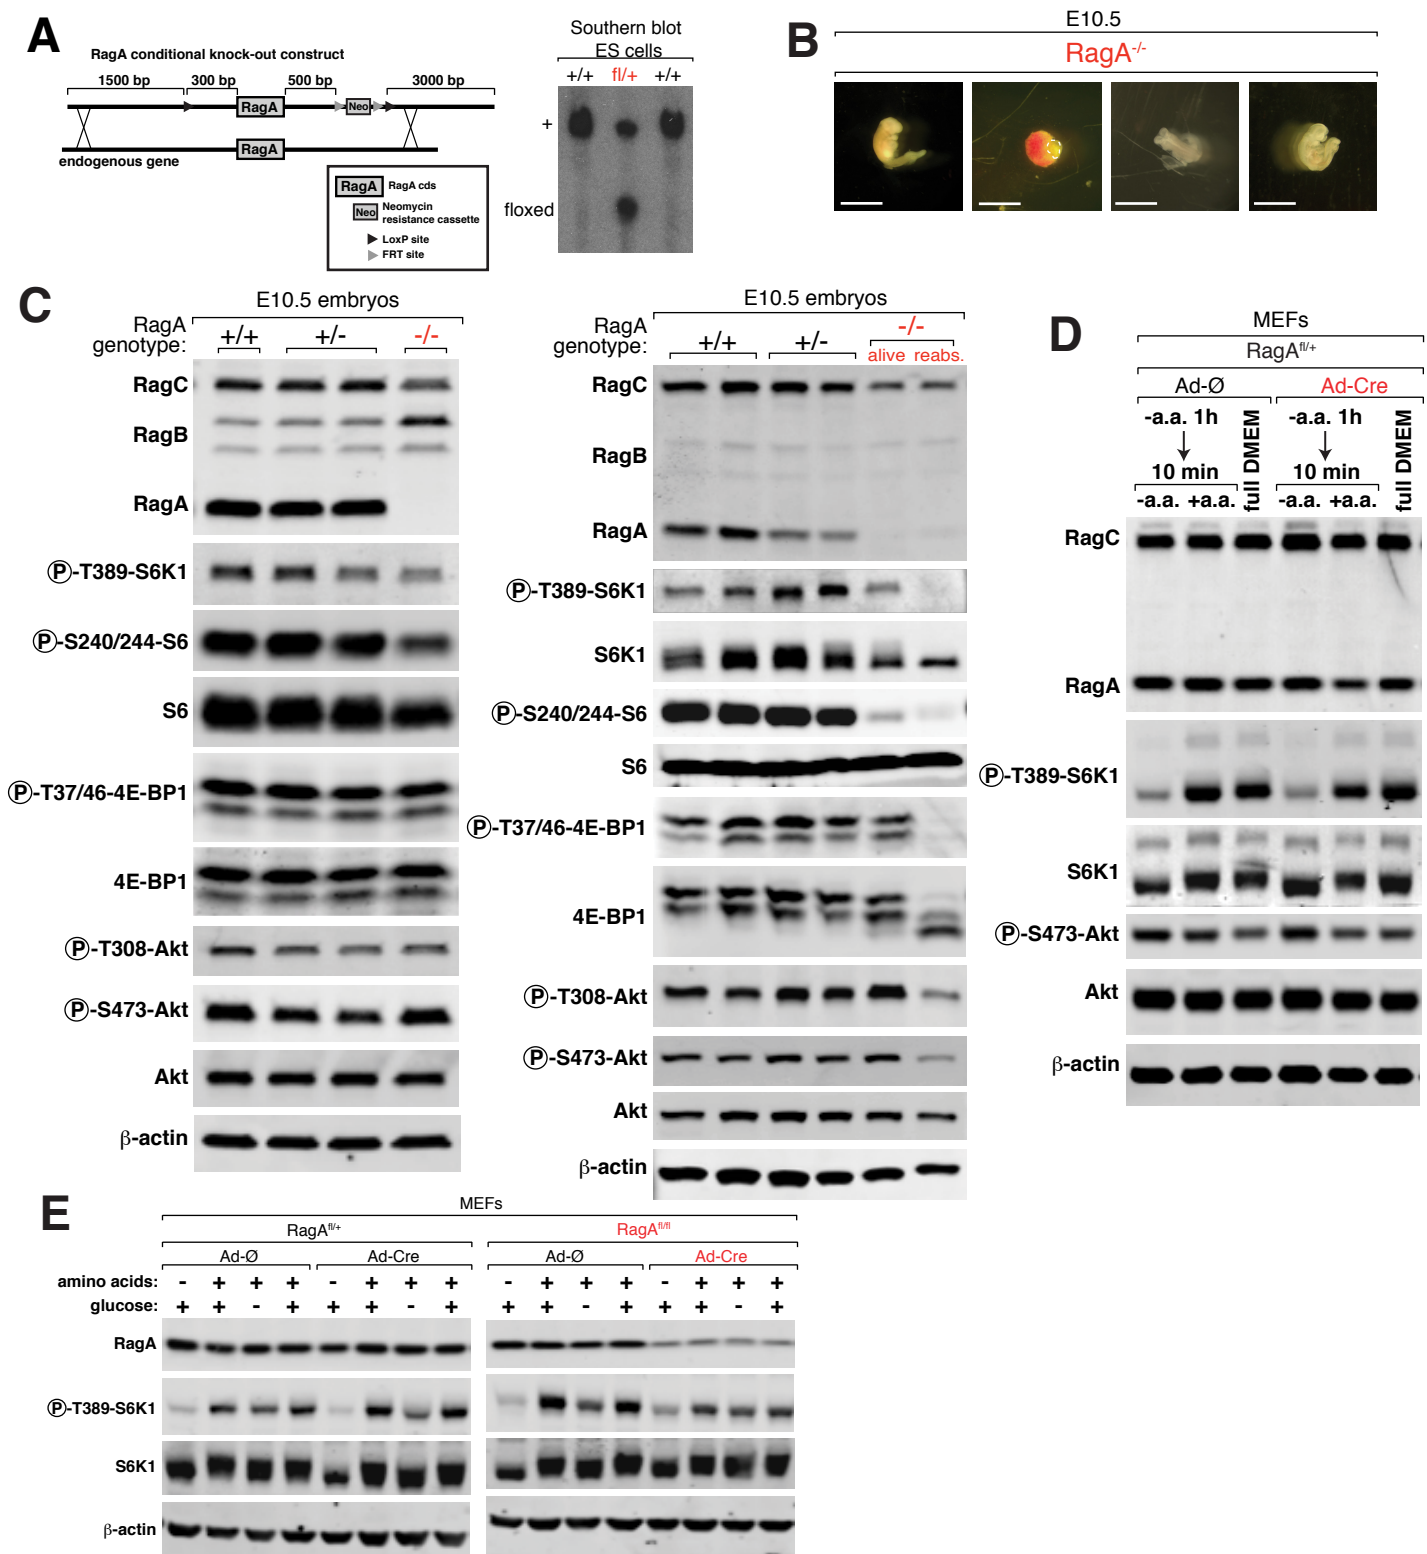 A
RagA conditional knock-out construct
1500 bp 300 bp 500 bp 3000 bp
RagA Neo
RagA
endogenous gene
RagA RagA cds
Neo Neomycin
resistance cassette
LoxP site
FRT site
Southern blot
ES cells
+/+ fl/+ +/+
+
floxed
B
E10.5
RagA-/-
C
E10.5 embryos
RagA
genotype:
+/+ +/- -/-
RagC
RagB
RagA
Ⓟ-T389-S6K1
Ⓟ-S240/244-S6
S6
Ⓟ-T37/46-4E-BP1
4E-BP1
Ⓟ-T308-Akt
Ⓟ-S473-Akt
Akt
β-actin
E10.5 embryos
RagA
genotype:
+/+ +/- -/-
alive reabs.
RagC
RagB
RagA
Ⓟ-T389-S6K1
S6K1
Ⓟ-S240/244-S6
S6
Ⓟ-T37/46-4E-BP1
4E-BP1
Ⓟ-T308-Akt
Ⓟ-S473-Akt
Akt
β-actin
D
MEFs
RagAfl/+
Ad-Ø Ad-Cre
-a.a. 1h full DMEM -a.a. 1h full DMEM
10 min 10 min
-a.a. +a.a. -a.a. +a.a.
RagC
RagA
Ⓟ-T389-S6K1
S6K1
Ⓟ-S473-Akt
Akt
β-actin
E
MEFs
RagAfl/+ RagAfl/fl
Ad-Ø Ad-Cre Ad-Ø Ad-Cre
amino acids: - + + + - + + + - + + + - + + +
glucose: + + - + + + - + + + - + + + - +
RagA
Ⓟ-T389-S6K1
S6K1
β-actin